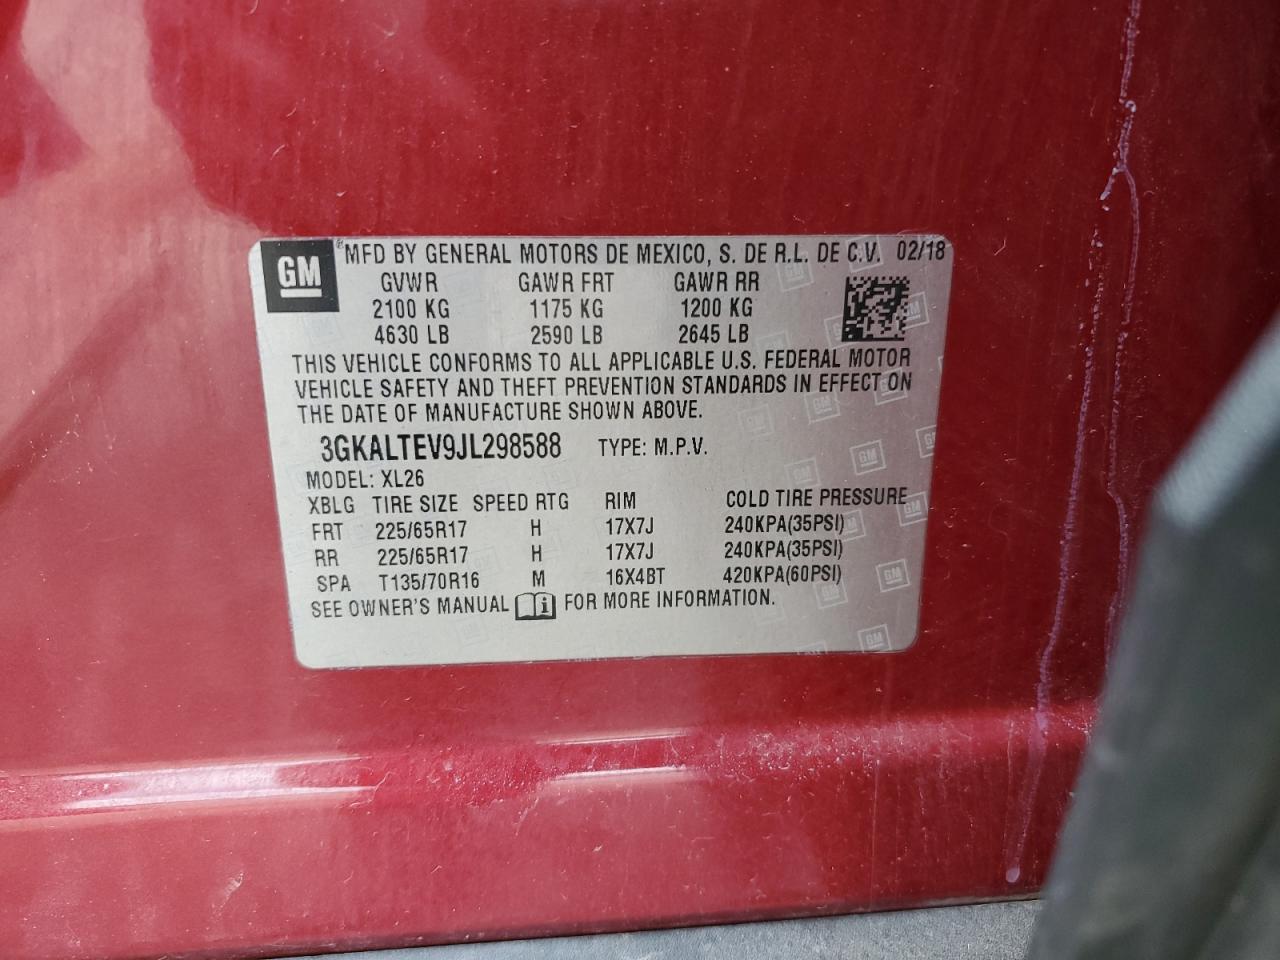 GM ® MFD BY GENERAL MOTORS DE MEXICO, S. DE R.L. DE C.V. 02/18
GVWR GAWR FRT GAWR RR
2100 KG 1175 KG 1200 KG
4630 LB 2590 LB 2645 LB
THIS VEHICLE CONFORMS TO ALL APPLICABLE U.S. FEDERAL MOTOR
VEHICLE SAFETY AND THEFT PREVENTION STANDARDS IN EFFECT ON
THE DATE OF MANUFACTURE SHOWN ABOVE.
3GKALTEV9JL298588 TYPE: M.P.V.
MODEL: XL26
XBLG TIRE SIZE SPEED RTG RIM COLD TIRE PRESSURE
FRT 225/65R17 H 17X7J 240KPA(35PSI)
RR 225/65R17 H 17X7J 240KPA(35PSI)
SPA T135/70R16 M 16X4BT 420KPA(60PSI)
SEE OWNER'S MANUAL i FOR MORE INFORMATION.